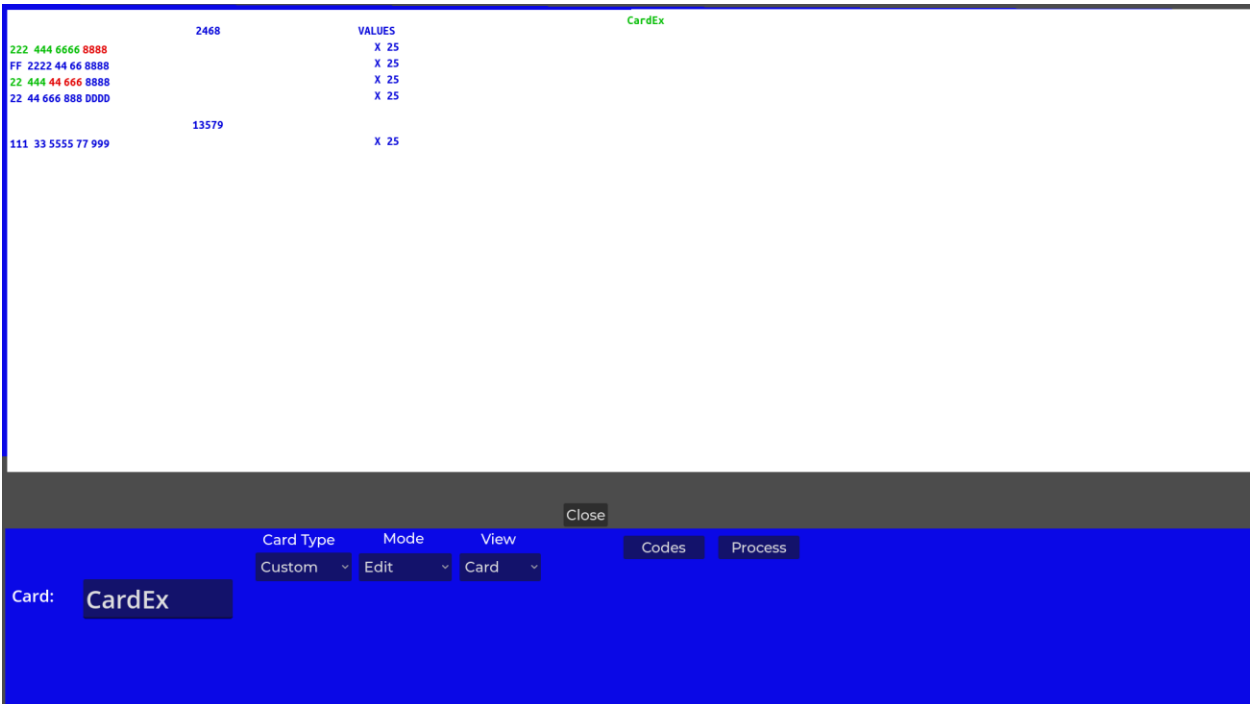 CardEx
2468 VALUES
222 444 6666 8888 X 25
FF 2222 44 66 8888 X 25
22 444 44 666 8888 X 25
22 44 666 888 DDDD X 25
13579
111 33 5555 77 999 X 25
Close
Card Type Mode View
Codes Process
Custom Edit Card
Card: CardEx